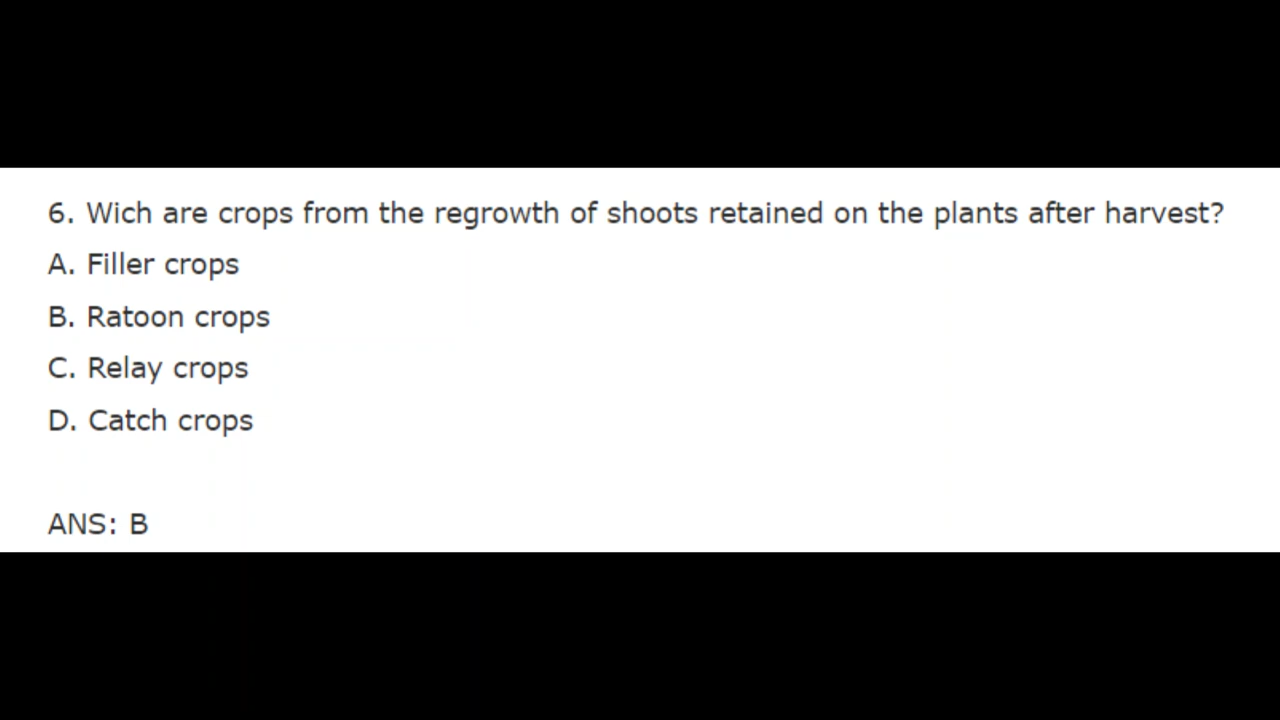 6. Wich are crops from the regrowth of shoots retained on the plants after harvest?
A. Filler crops
B. Ratoon crops
C. Relay crops
D. Catch crops
ANS: B